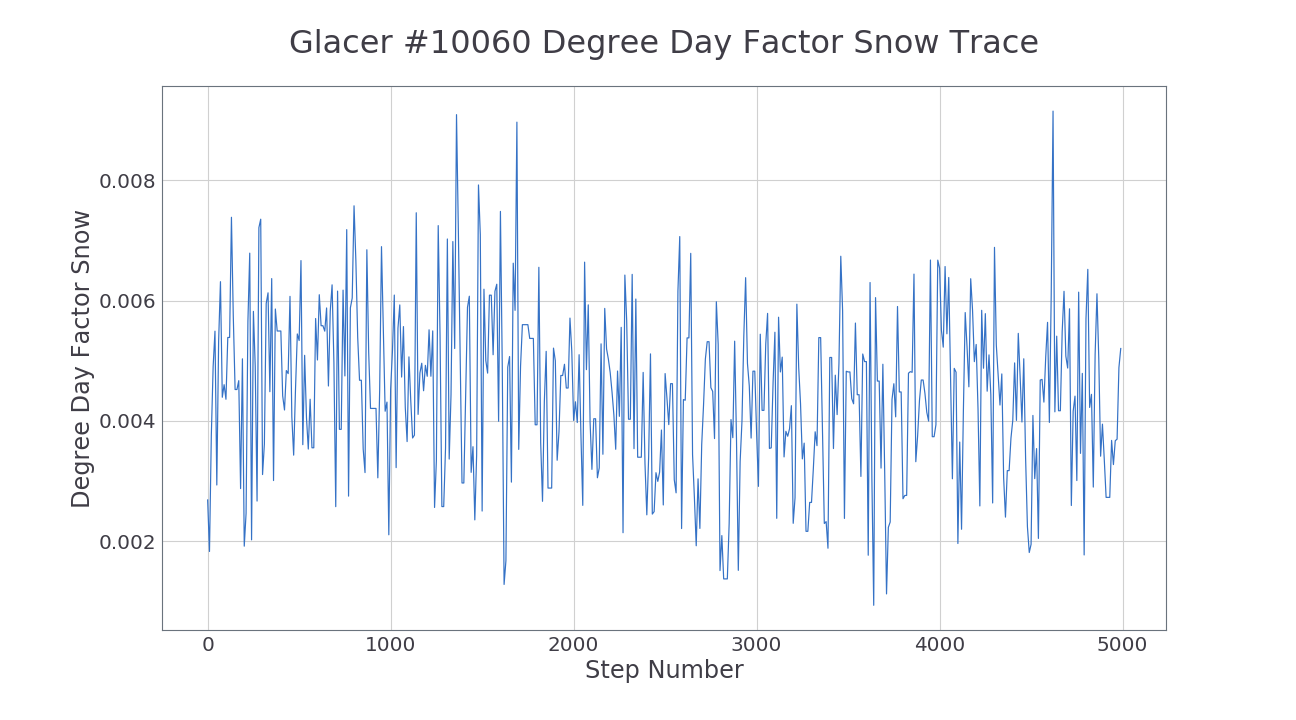 Glacer #10060 Degree Day Factor Snow Trace
Degree Day Factor Snow
0.008
0.006
0.004
0.002
0 1000 2000 3000 4000 5000
Step Number